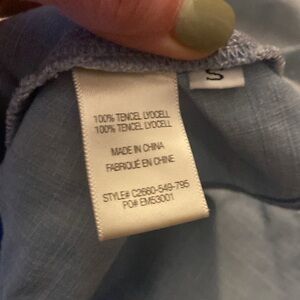 S
100% TENCEL LYOCELL
100% TENCEL LYOCELL
MADE IN CHINA
FABRIQUÉ EN CHINE
STYLE# C2660-549-795
PO# EM53001